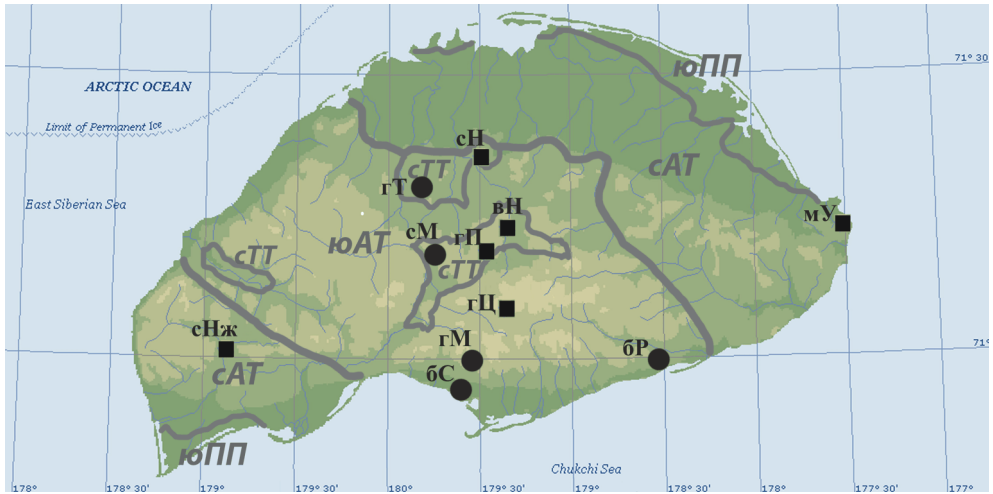 71° 30
ARCTIC OCEAN
юПП
Limit of Permanent Ice
сН
сАТ
сТТ
гТ
East Siberian Sea
вН
мУ
сМ
гП
юАТ
сТТ
сТТ
гЦ
сНж
гМ
бР
71°
сАТ
бС
юПП
Chukchi Sea
178°
178° 30'
179°
179° 30'
180°
179° 30'
179°
178° 30'
178°
177° 30'
177°